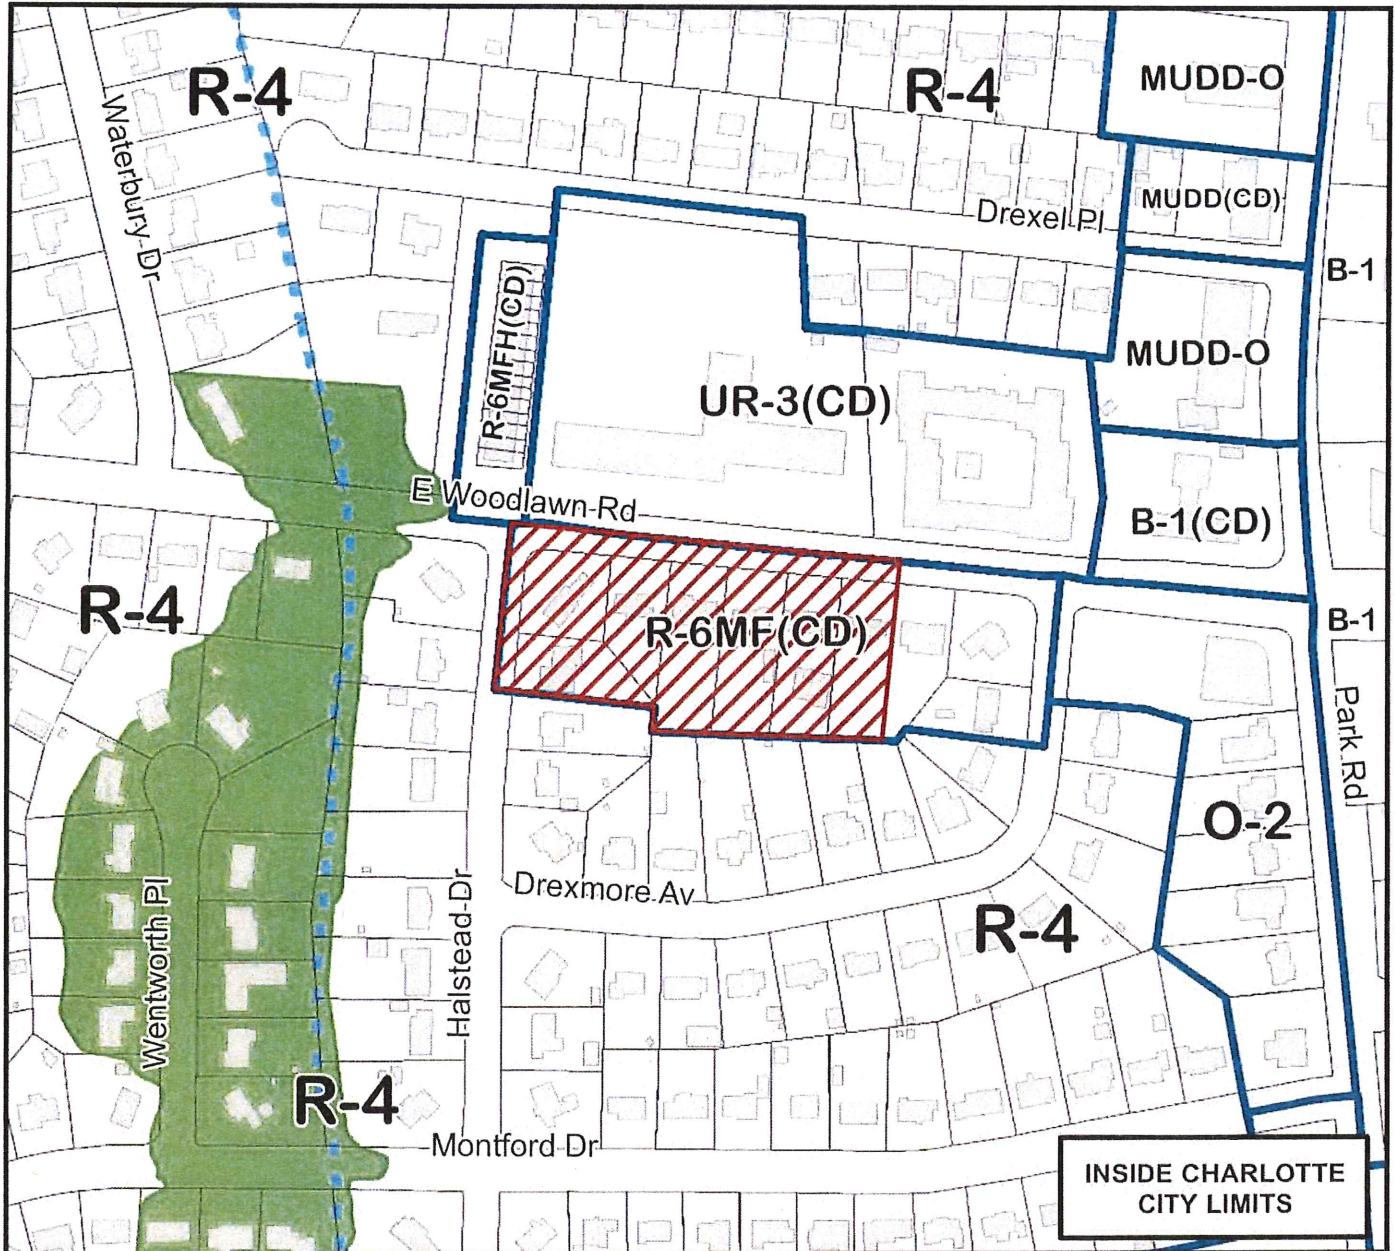 R-4
R-4
MUDD-O
Waterbury Dr
MUDD(CD)
Drexel Pl
B-1
R-6MFH(CD)
MUDD-O
UR-3(CD)
E Woodlawn Rd
B-1(CD)
R-4
R-6MF(CD)
B-1
Park Rd
O-2
Drexmore Av
Halstead Dr
Wentworth Pl
R-4
R-4
Montford Dr
INSIDE CHARLOTTE
CITY LIMITS